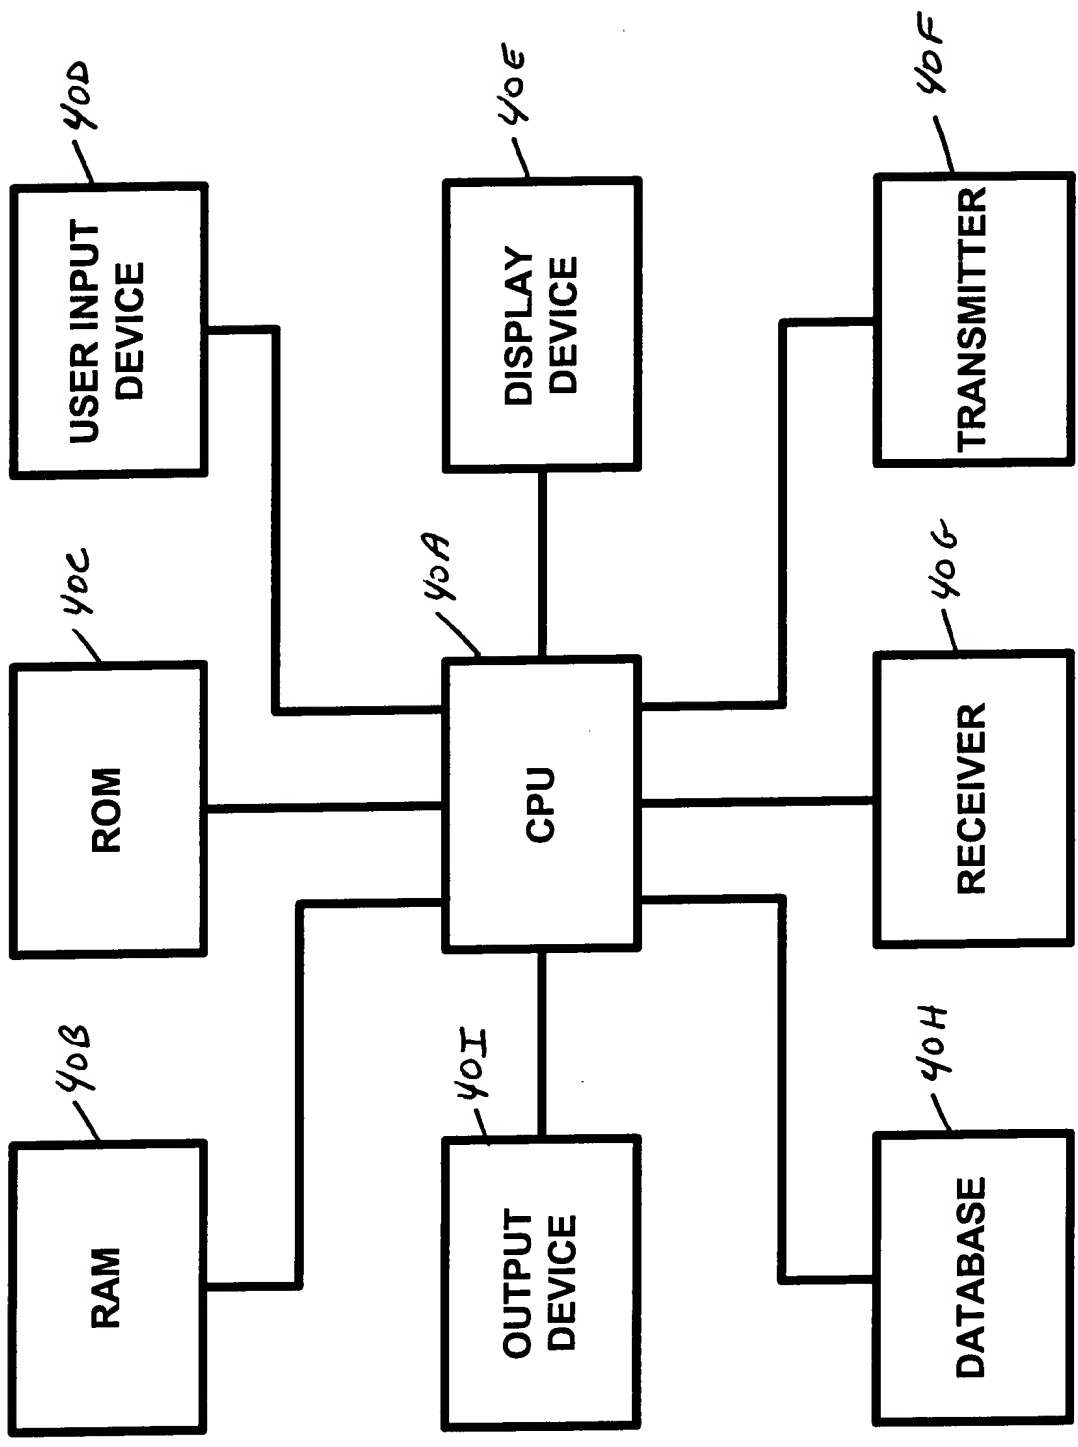 40B
40C
40D
RAM
ROM
USER INPUT
DEVICE
40I
40A
40E
OUTPUT
DEVICE
CPU
DISPLAY
DEVICE
40H
40G
40F
DATABASE
RECEIVER
TRANSMITTER